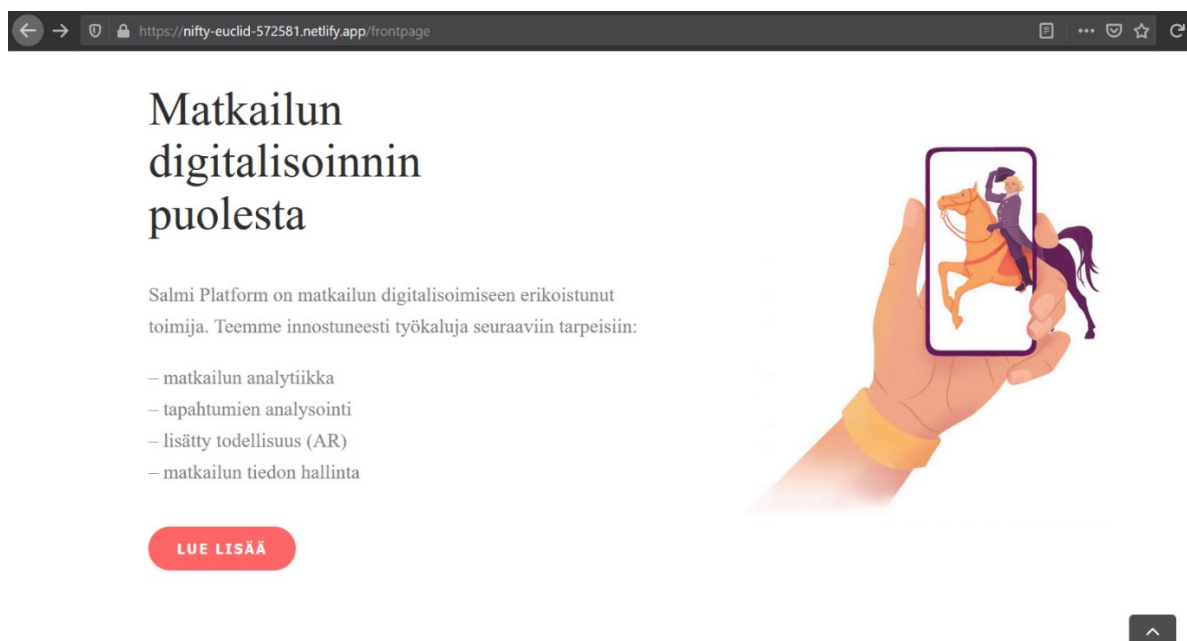 https://nifty-euclid-572581.netlify.app/frontpage
Matkailun
digitalisoinnin
puolesta
Salmi Platform on matkailun digitalisoimiseen erikoistunut
toimija. Teemme innostuneesti työkaluja seuraaviin tarpeisiin:
– matkailun analytiikka
– tapahtumien analysointi
– lisätty todellisuus (AR)
– matkailun tiedon hallinta
LUE LISÄÄ